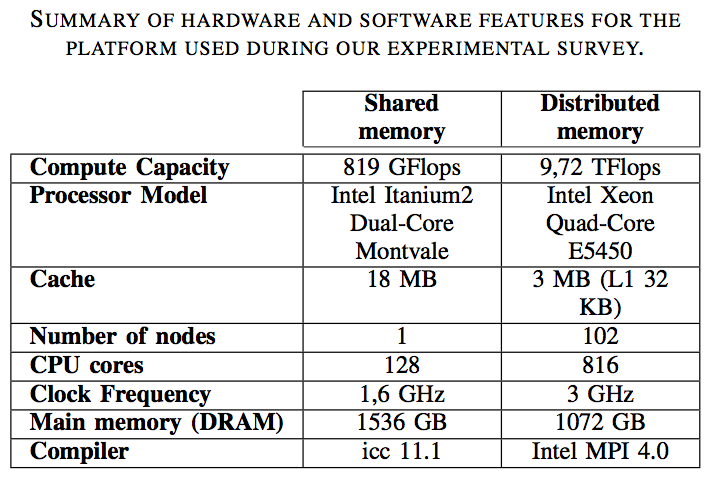 SUMMARY OF HARDWARE AND SOFTWARE FEATURES FOR THE
PLATFORM USED DURING OUR EXPERIMENTAL SURVEY.
Shared memory Distributed memory
Compute Capacity 819 GFlops 9,72 TFlops
Processor Model Intel Itanium2 Dual-Core Montvale Intel Xeon Quad-Core E5450
Cache 18 MB 3 MB (L1 32 KB)
Number of nodes 1 102
CPU cores 128 816
Clock Frequency 1,6 GHz 3 GHz
Main memory (DRAM) 1536 GB 1072 GB
Compiler icc 11.1 Intel MPI 4.0